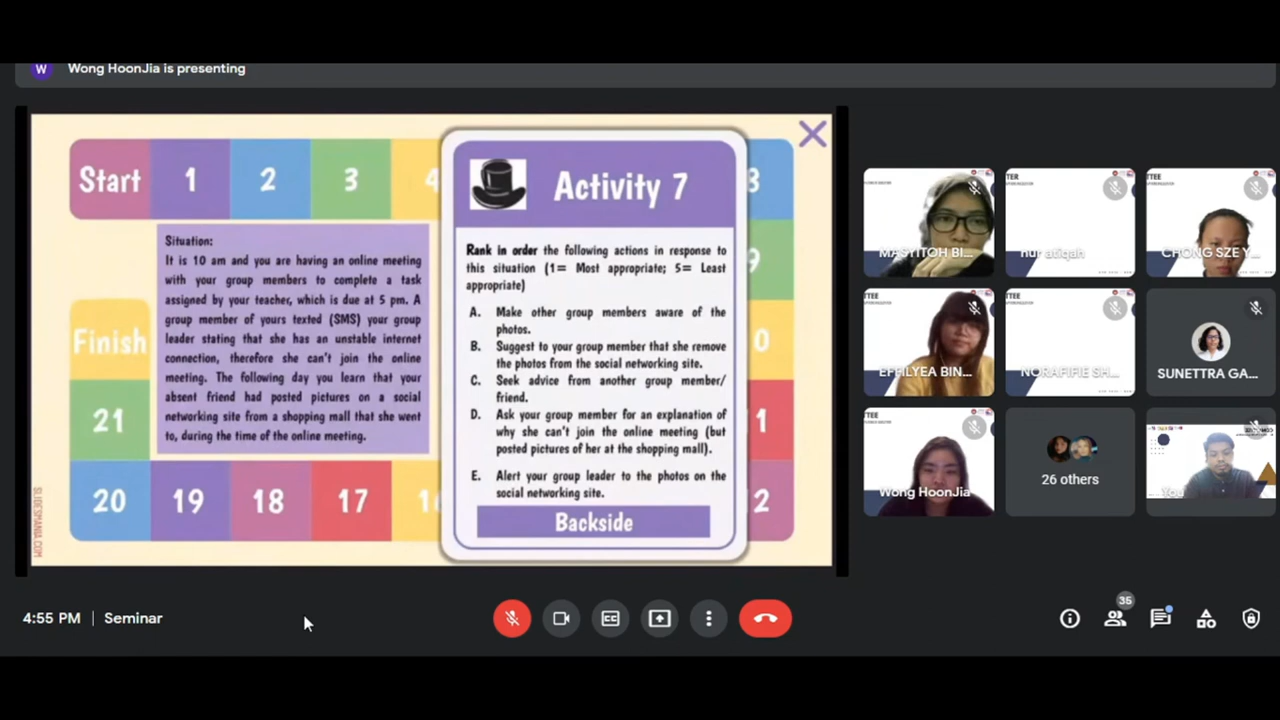 W Wong HoonJia is presenting
Start 1 2 3 4
Situation:
It is 10 am and you are having an online meeting
with your group members to complete a task
assigned by your teacher, which is due at 5 pm. A
group member of yours texted (SMS) your group
leader stating that she has an unstable internet
connection, therefore she can't join the online
meeting. The following day you learn that your
absent friend had posted pictures on a social
networking site from a shopping mall that she went
to, during the time of the online meeting.
Finish
21
20 19 18 17
SLIDESMANIA.COM
Activity 7
Rank in order the following actions in response to
this situation (1= Most appropriate; 5= Least
appropriate)
A. Make other group members aware of the
photos.
B. Suggest to your group member that she remove
the photos from the social networking site.
C. Seek advice from another group member/
friend.
D. Ask your group member for an explanation of
why she can't join the online meeting (but
posted pictures of her at the shopping mall).
E. Alert your group leader to the photos on the
social networking site.
Backside
MASYITOH BI...
nur atiqah
CHONG SZE Y...
EFFILYEA BIN...
NORAFIFIE SH...
SUNETTRA GA...
Wong HoonJia
26 others
You
4:55 PM | Seminar
CC
35